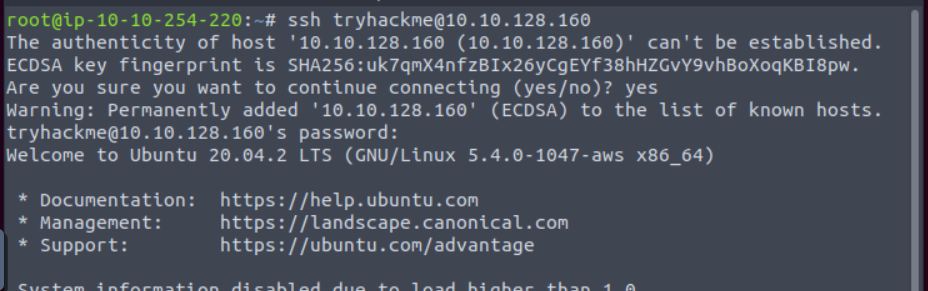 root@ip-10-10-254-220:~# ssh tryhackme@10.10.128.160
The authenticity of host '10.10.128.160 (10.10.128.160)' can't be established.
ECDSA key fingerprint is SHA256:uk7qmX4nfzBIx26yCgEYf38hHZGvY9vhBoXoqKBI8pw.
Are you sure you want to continue connecting (yes/no)? yes
Warning: Permanently added '10.10.128.160' (ECDSA) to the list of known hosts.
tryhackme@10.10.128.160's password:
Welcome to Ubuntu 20.04.2 LTS (GNU/Linux 5.4.0-1047-aws x86_64)
* Documentation:  https://help.ubuntu.com
* Management:     https://landscape.canonical.com
* Support:        https://ubuntu.com/advantage
System information disabled due to load higher than 1.0